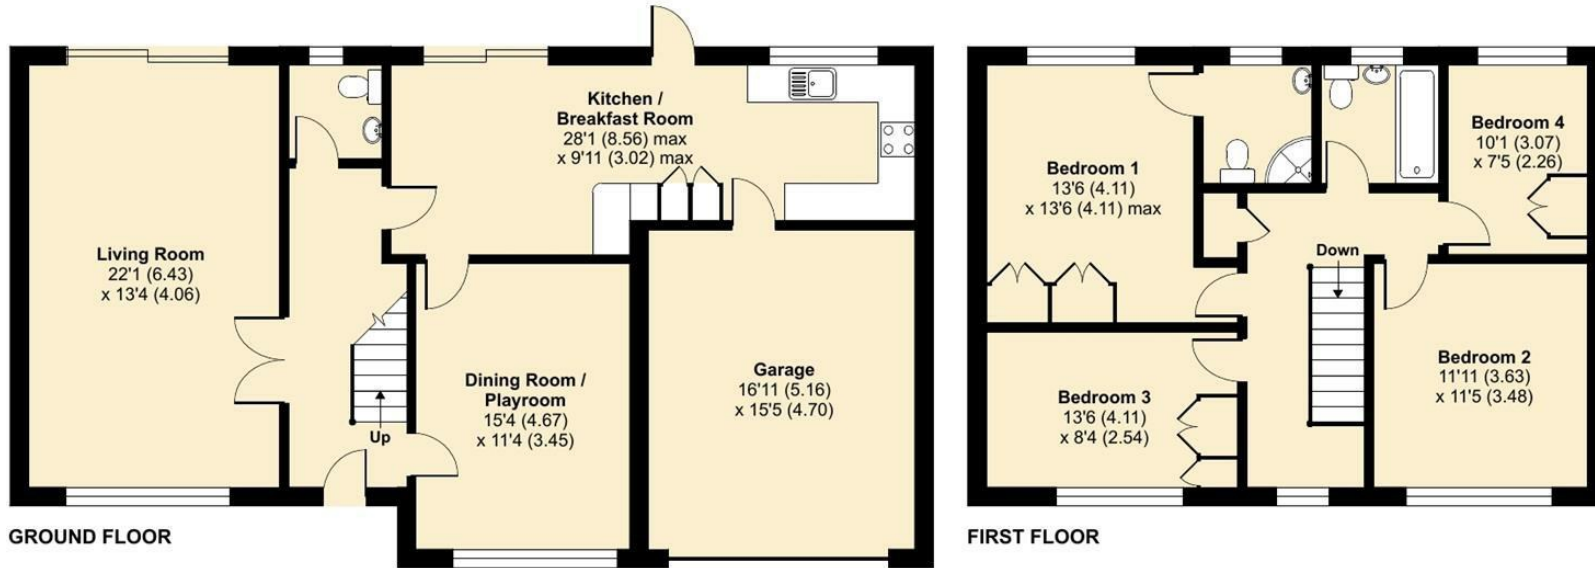 Living Room
22'1 (6.43)
x 13'4 (4.06)
Kitchen /
Breakfast Room
28'1 (8.56) max
x 9'11 (3.02) max
Up
Dining Room /
Playroom
15'4 (4.67)
x 11'4 (3.45)
Garage
16'11 (5.16)
x 15'5 (4.70)
GROUND FLOOR
Bedroom 1
13'6 (4.11)
x 13'6 (4.11) max
Bedroom 4
10'1 (3.07)
x 7'5 (2.26)
Down
Bedroom 3
13'6 (4.11)
x 8'4 (2.54)
Bedroom 2
11'11 (3.63)
x 11'5 (3.48)
FIRST FLOOR